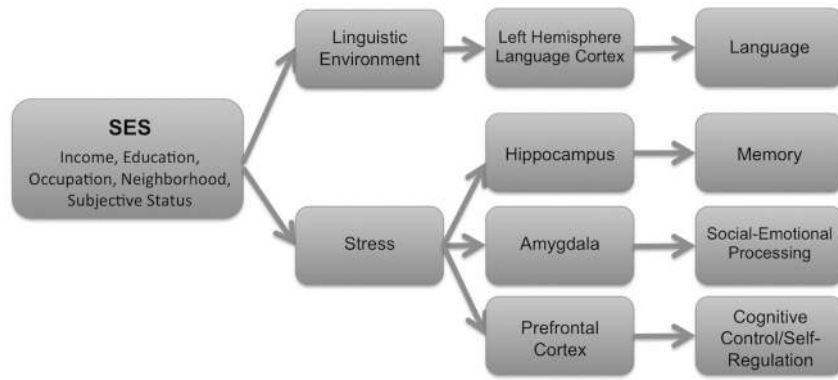 SES
Income, Education,
Occupation, Neighborhood,
Subjective Status
Linguistic
Environment
Left Hemisphere
Language Cortex
Language
Stress
Hippocampus
Memory
Amygdala
Social-Emotional
Processing
Prefrontal
Cortex
Cognitive
Control/Self-
Regulation